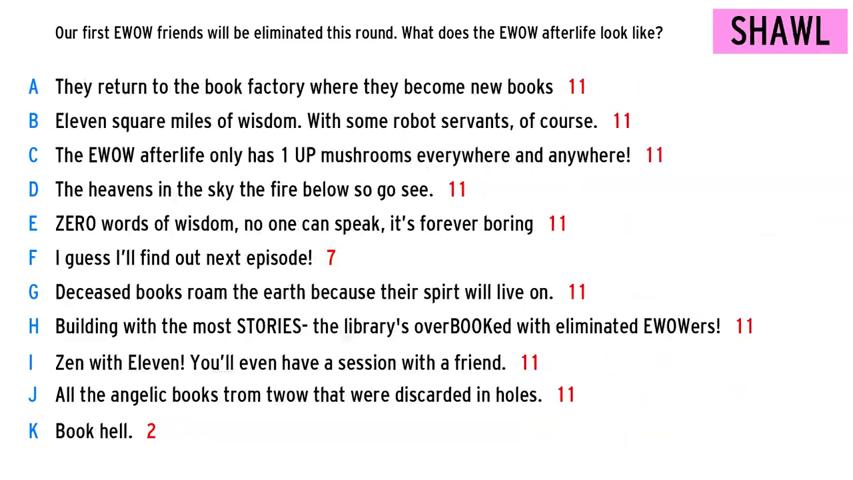 Our first EWOW friends will be eliminated this round. What does the EWOW afterlife look like?
SHAWL
A They return to the book factory where they become new books 11
B Eleven square miles of wisdom. With some robot servants, of course. 11
C The EWOW afterlife only has 1 UP mushrooms everywhere and anywhere! 11
D The heavens in the sky the fire below so go see. 11
E ZERO words of wisdom, no one can speak, it's forever boring 11
F I guess I'll find out next episode! 7
G Deceased books roam the earth because their spirt will live on. 11
H Building with the most STORIES- the library's overBOOKed with eliminated EWOWers! 11
I Zen with Eleven! You'll even have a session with a friend. 11
J All the angelic books trom twow that were discarded in holes. 11
K Book hell. 2